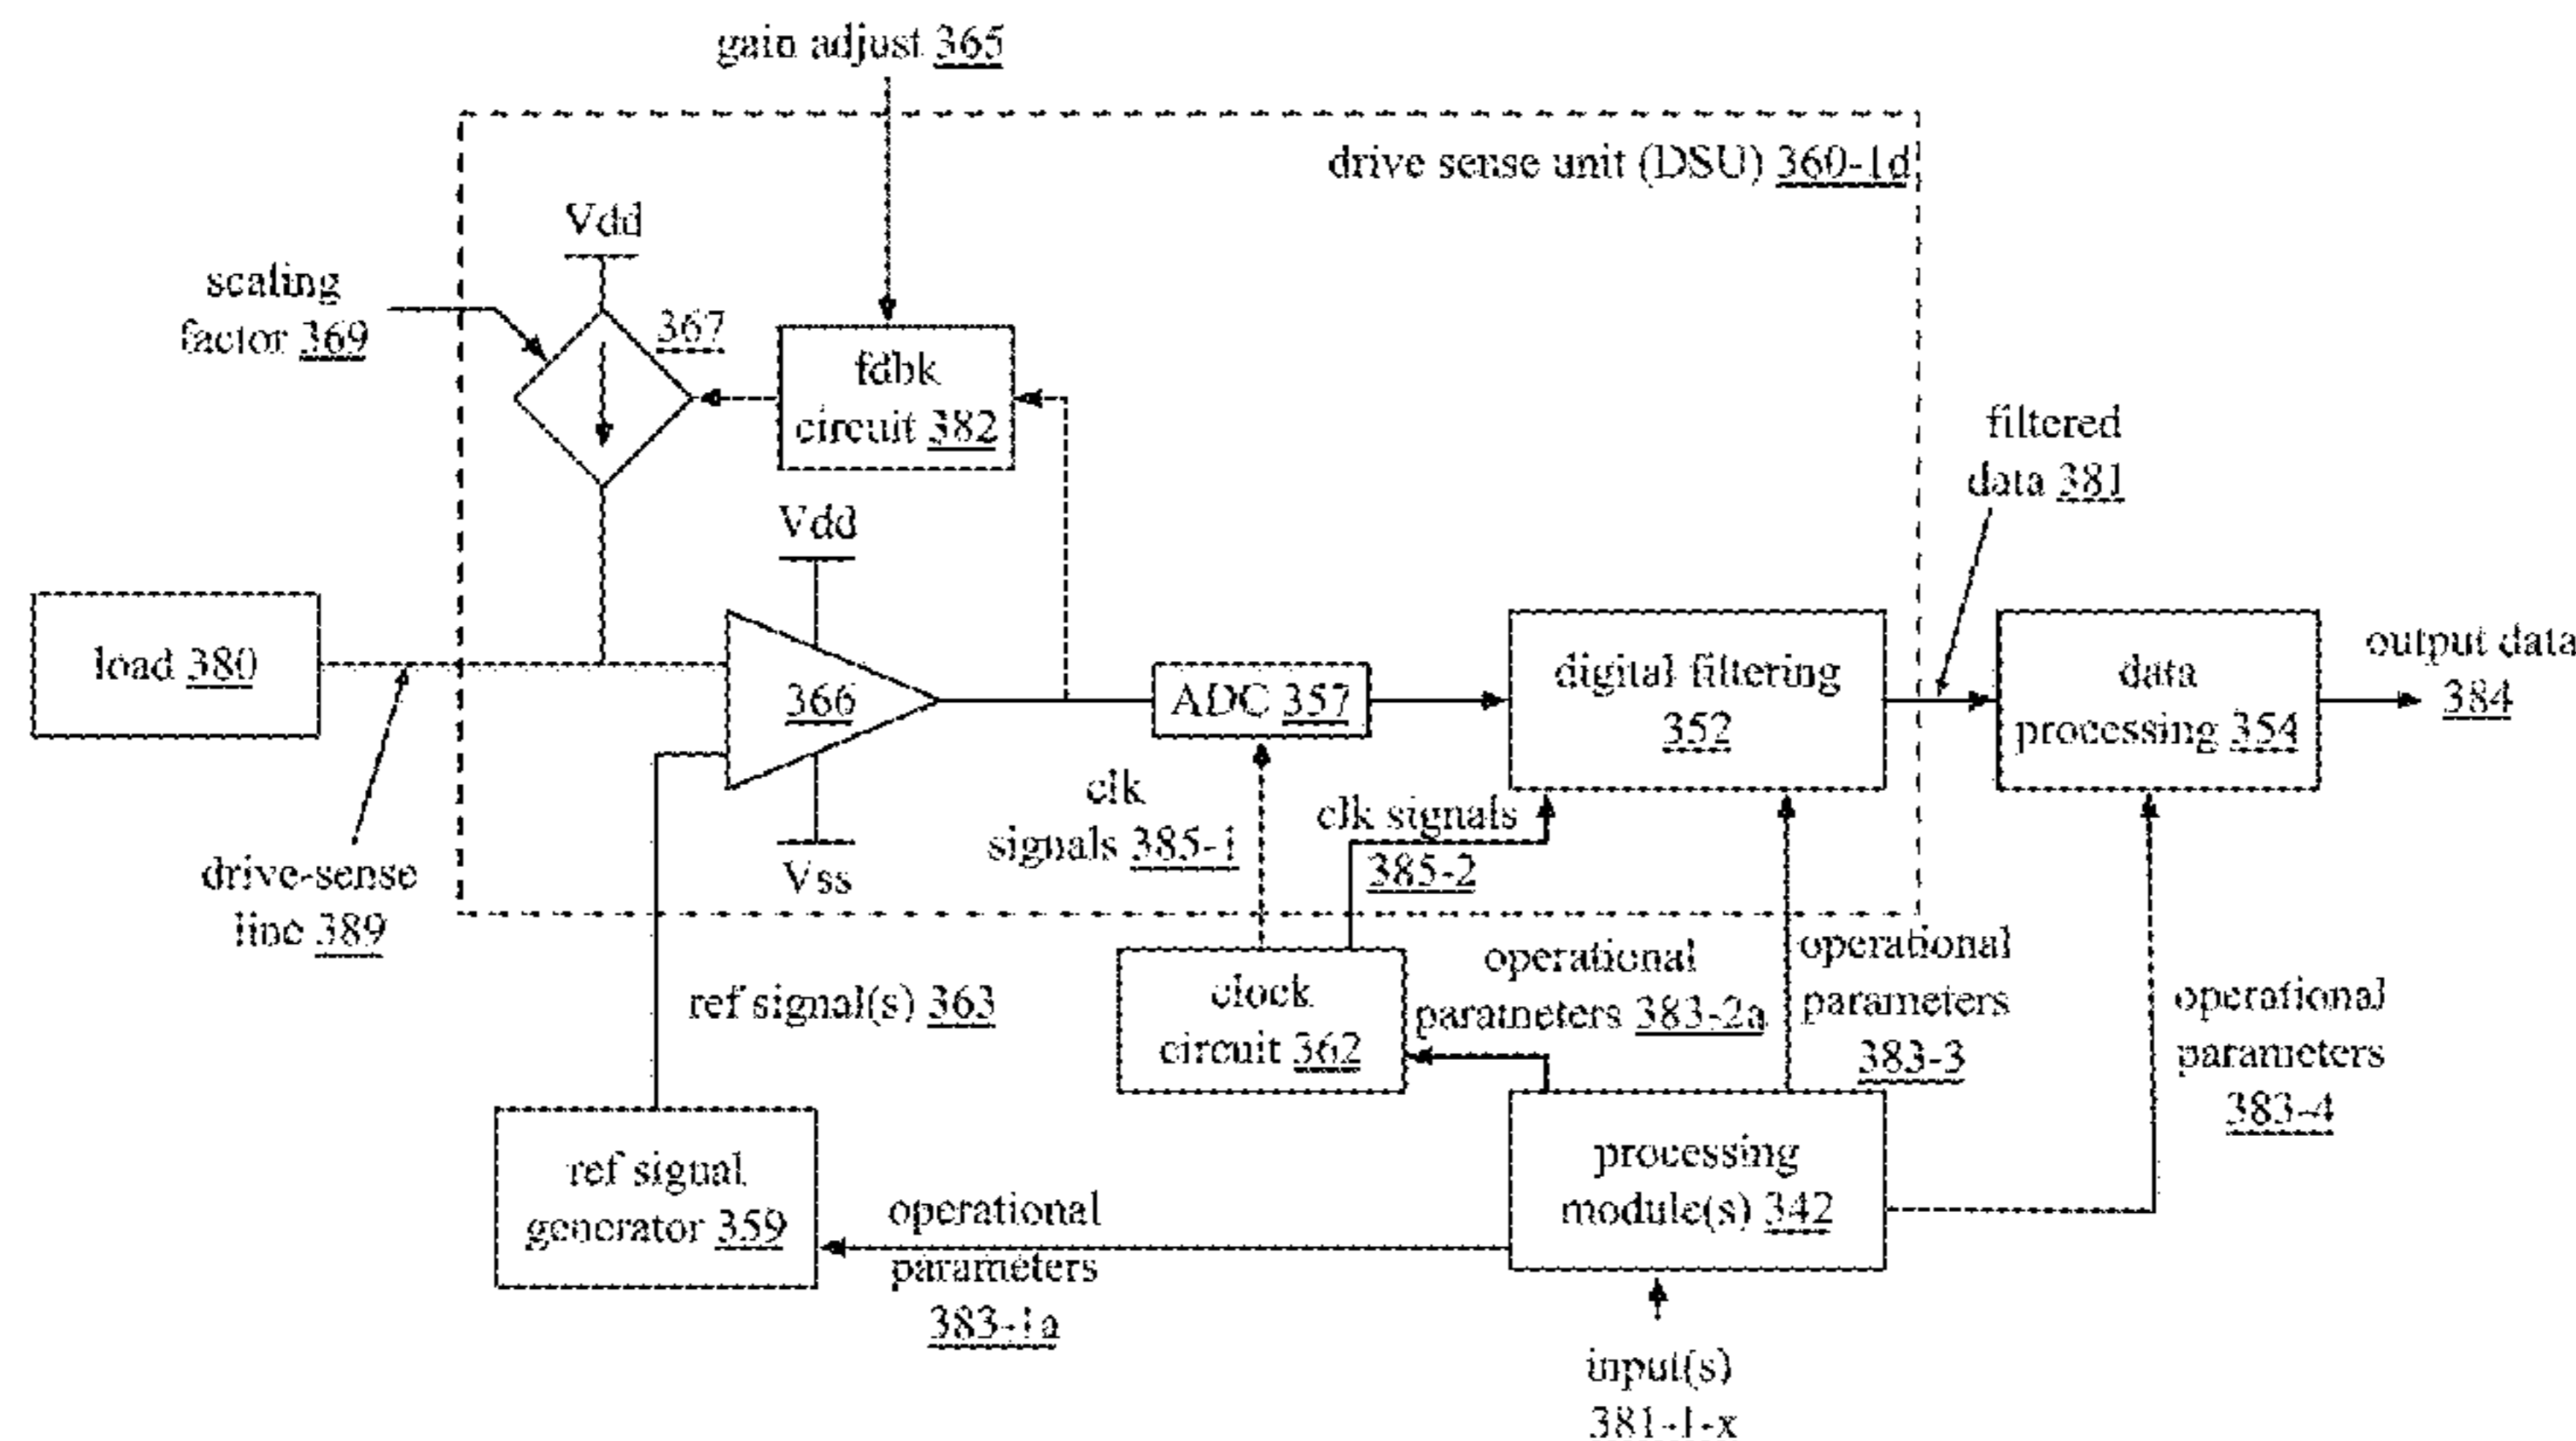 gain adjust 365
drive sense unit (DSU) 360-1d
Vdd
scaling
factor 369
367
fdbk
circuit 382
filtered
data 381
Vdd
load 380
366
ADC 357
digital filtering
352
data
processing 354
output data
384
clk
signals 385-1
clk signals
385-2
Vss
drive-sense
line 389
ref signal(s) 363
clock
circuit 362
operational
parameters 383-2a
operational
parameters
383-3
operational
parameters
383-4
ref signal
generator 359
operational
parameters
383-1a
processing
module(s) 342
input(s)
381-1-x